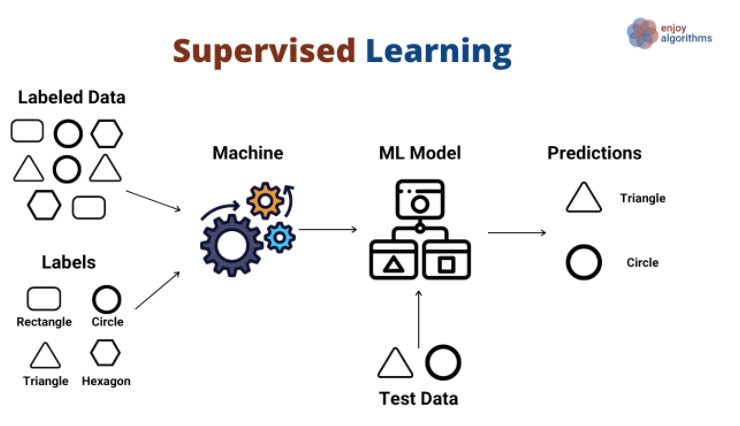 Supervised Learning
enjoy
algorithms
Labeled Data
Machine
ML Model
Predictions
Triangle
Circle
Labels
Rectangle Circle
Triangle Hexagon
Test Data